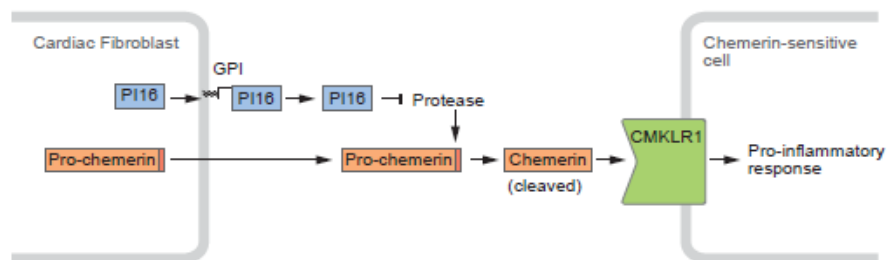 Cardiac Fibroblast
Chemerin-sensitive
cell
GPI
PI16
PI16
PI16
Protease
CMKLR1
Pro-chemerin
Pro-chemerin
Chemerin
(cleaved)
Pro-inflammatory
response